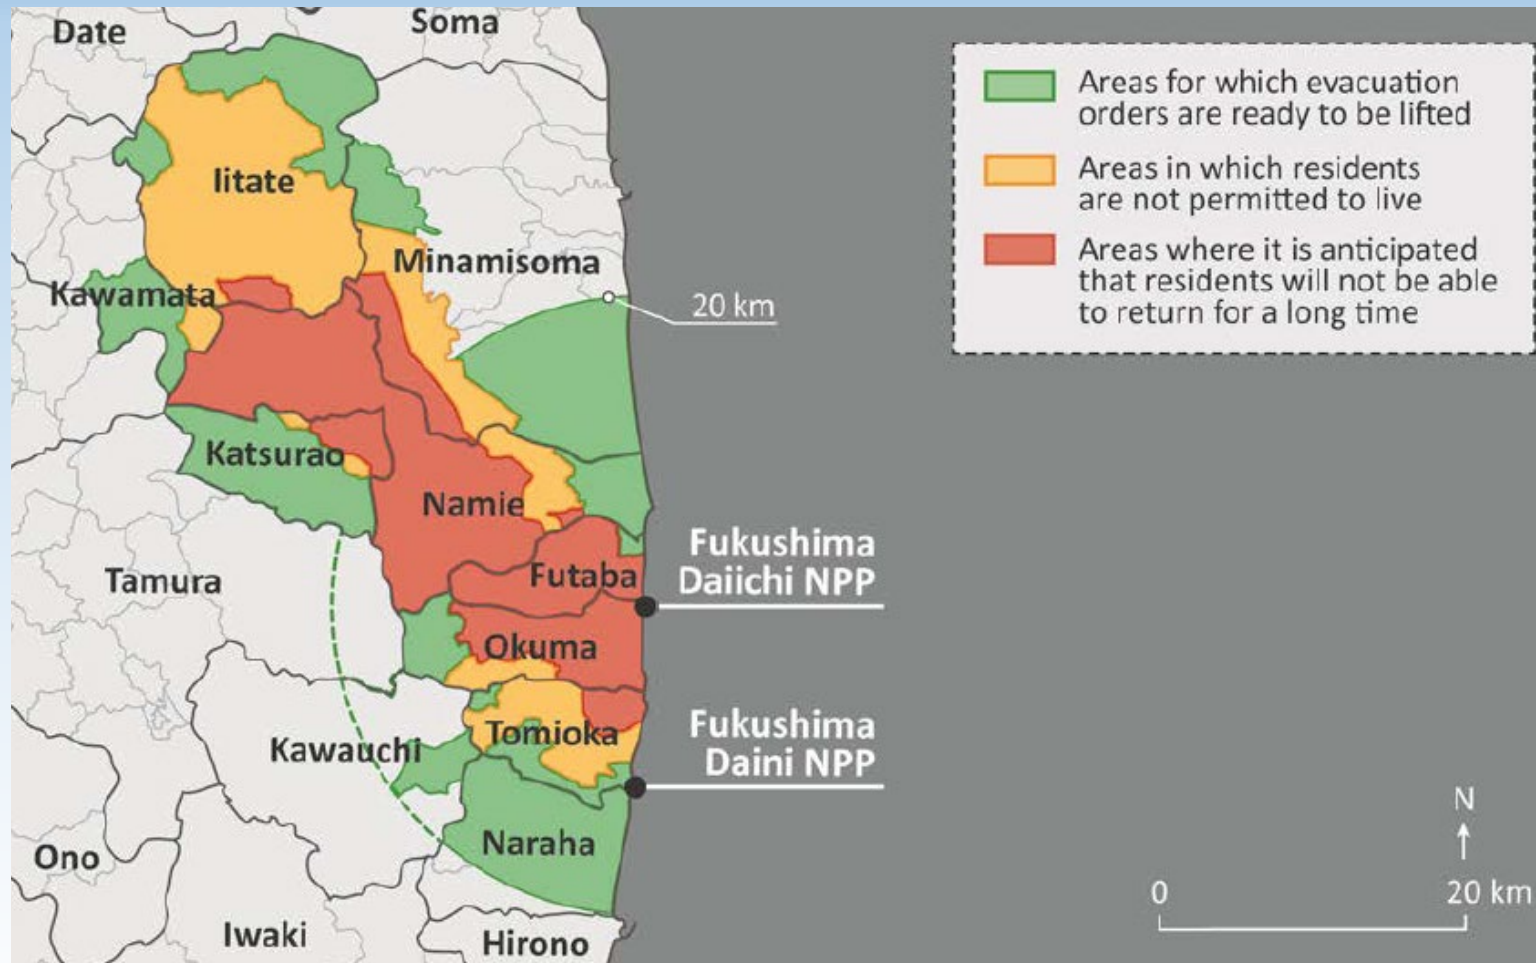 Date
Soma
Areas for which evacuation
orders are ready to be lifted
Areas in which residents
are not permitted to live
Iitate
Areas where it is anticipated
that residents will not be able
to return for a long time
Minamisoma
Kawamata
20 km
Katsurao
Namie
Fukushima
Daiichi NPP
Tamura
Futaba
Okuma
Fukushima
Daini NPP
Tomioka
Kawauchi
N
Naraha
Ono
0
20 km
Iwaki
Hirono